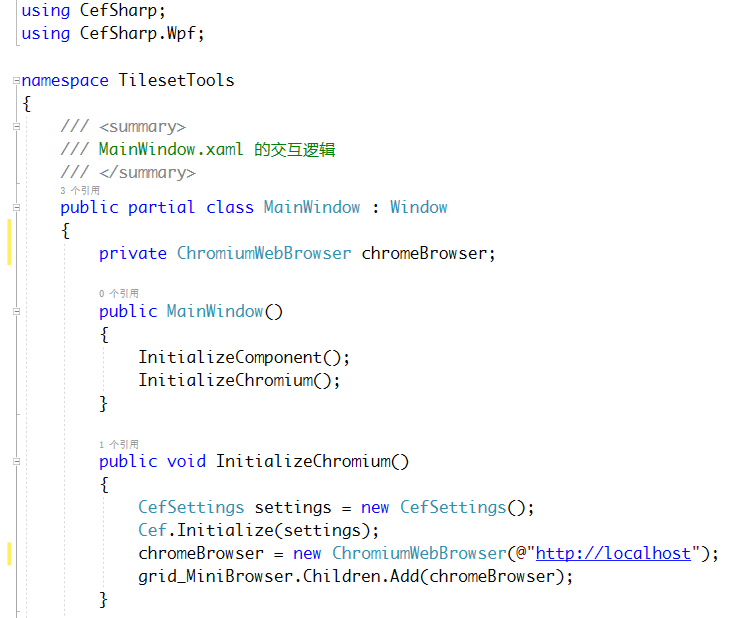 using CefSharp;
using CefSharp.Wpf;
namespace TilesetTools
{
/// <summary>
/// MainWindow.xaml 的交互逻辑
/// </summary>
3 个引用
public partial class MainWindow : Window
{
private ChromiumWebBrowser chromeBrowser;
0 个引用
public MainWindow()
{
InitializeComponent();
InitializeChromium();
}
1 个引用
public void InitializeChromium()
{
CefSettings settings = new CefSettings();
Cef.Initialize(settings);
chromeBrowser = new ChromiumWebBrowser(@"http://localhost");
grid_MiniBrowser.Children.Add(chromeBrowser);
}